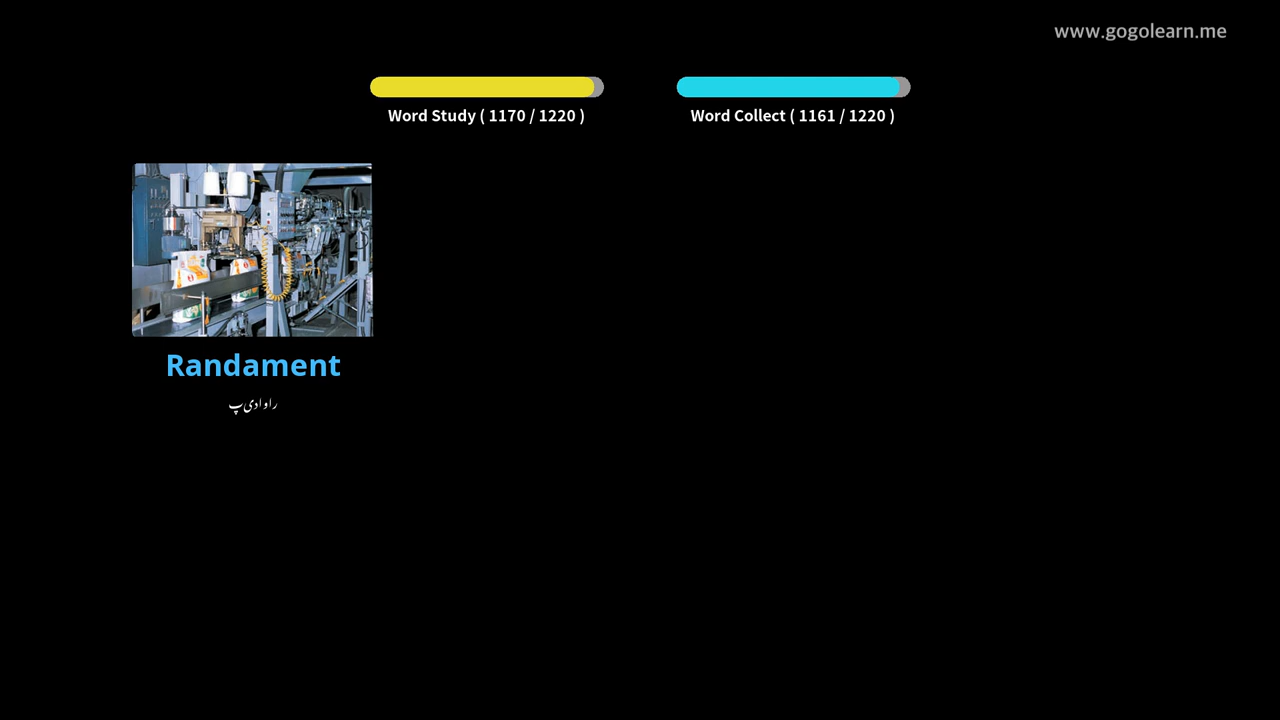 www.gogolearn.me
Word Study ( 1170 / 1220 )
Word Collect ( 1161 / 1220 )
Randament
راوادیپ